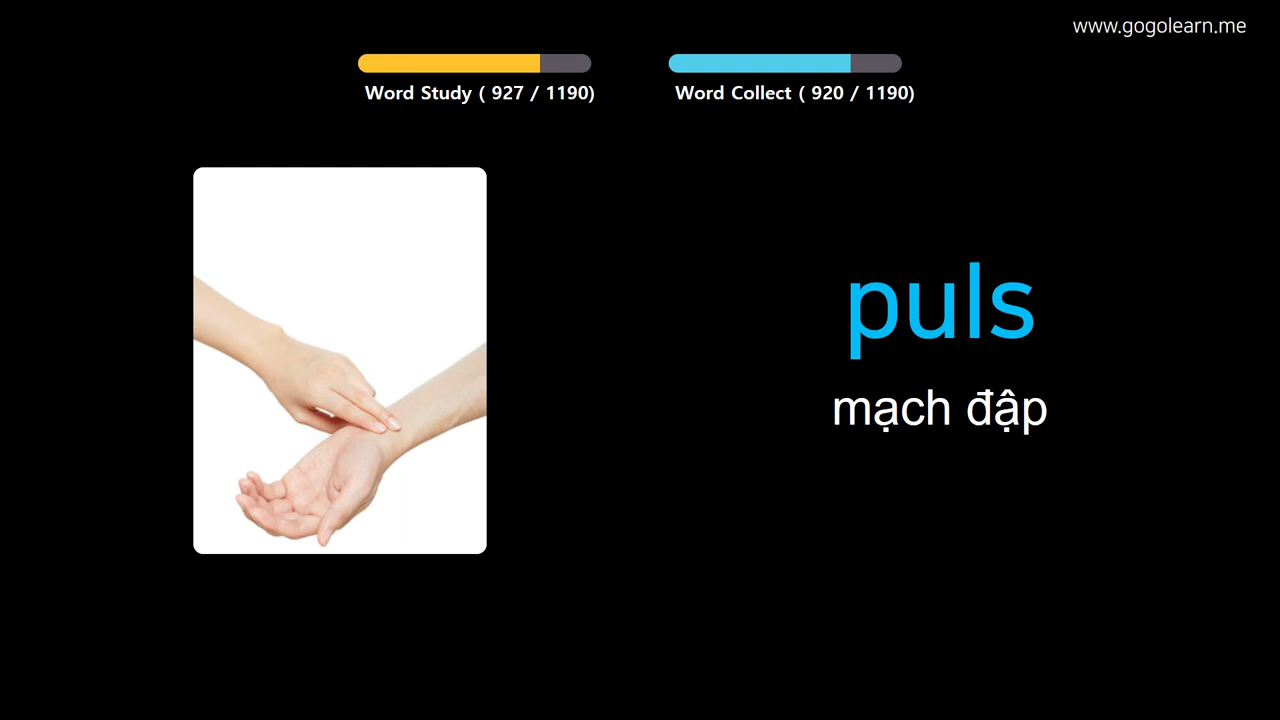 www.gogolearn.me
Word Study ( 927 / 1190)
Word Collect ( 920 / 1190)
puls
mạch đập